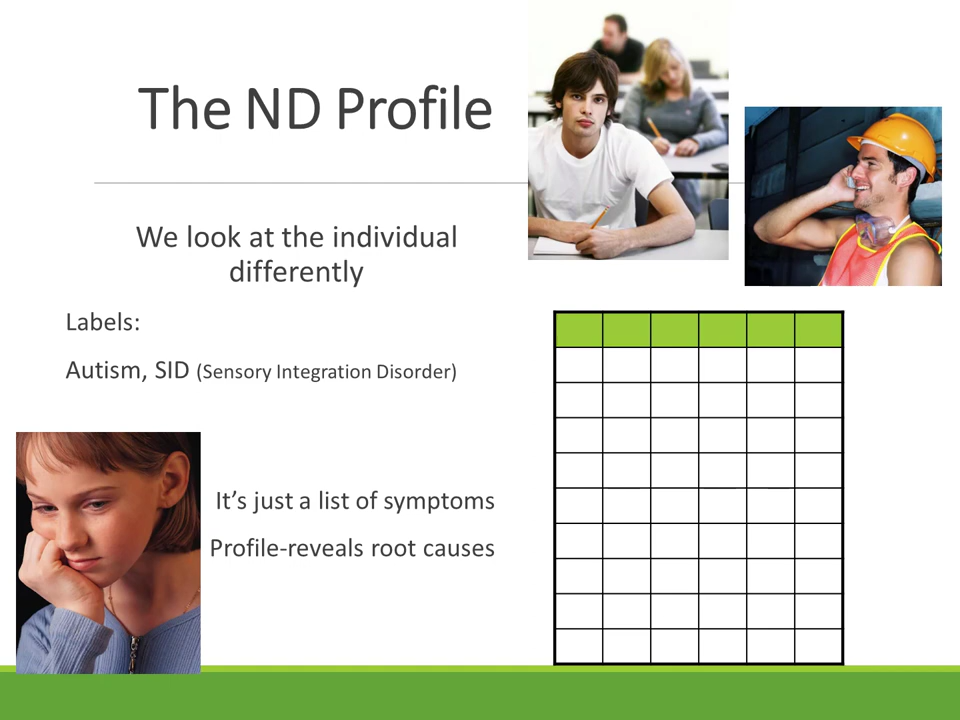 The ND Profile
We look at the individual
differently
Labels:
Autism, SID (Sensory Integration Disorder)
It’s just a list of symptoms
Profile-reveals root causes